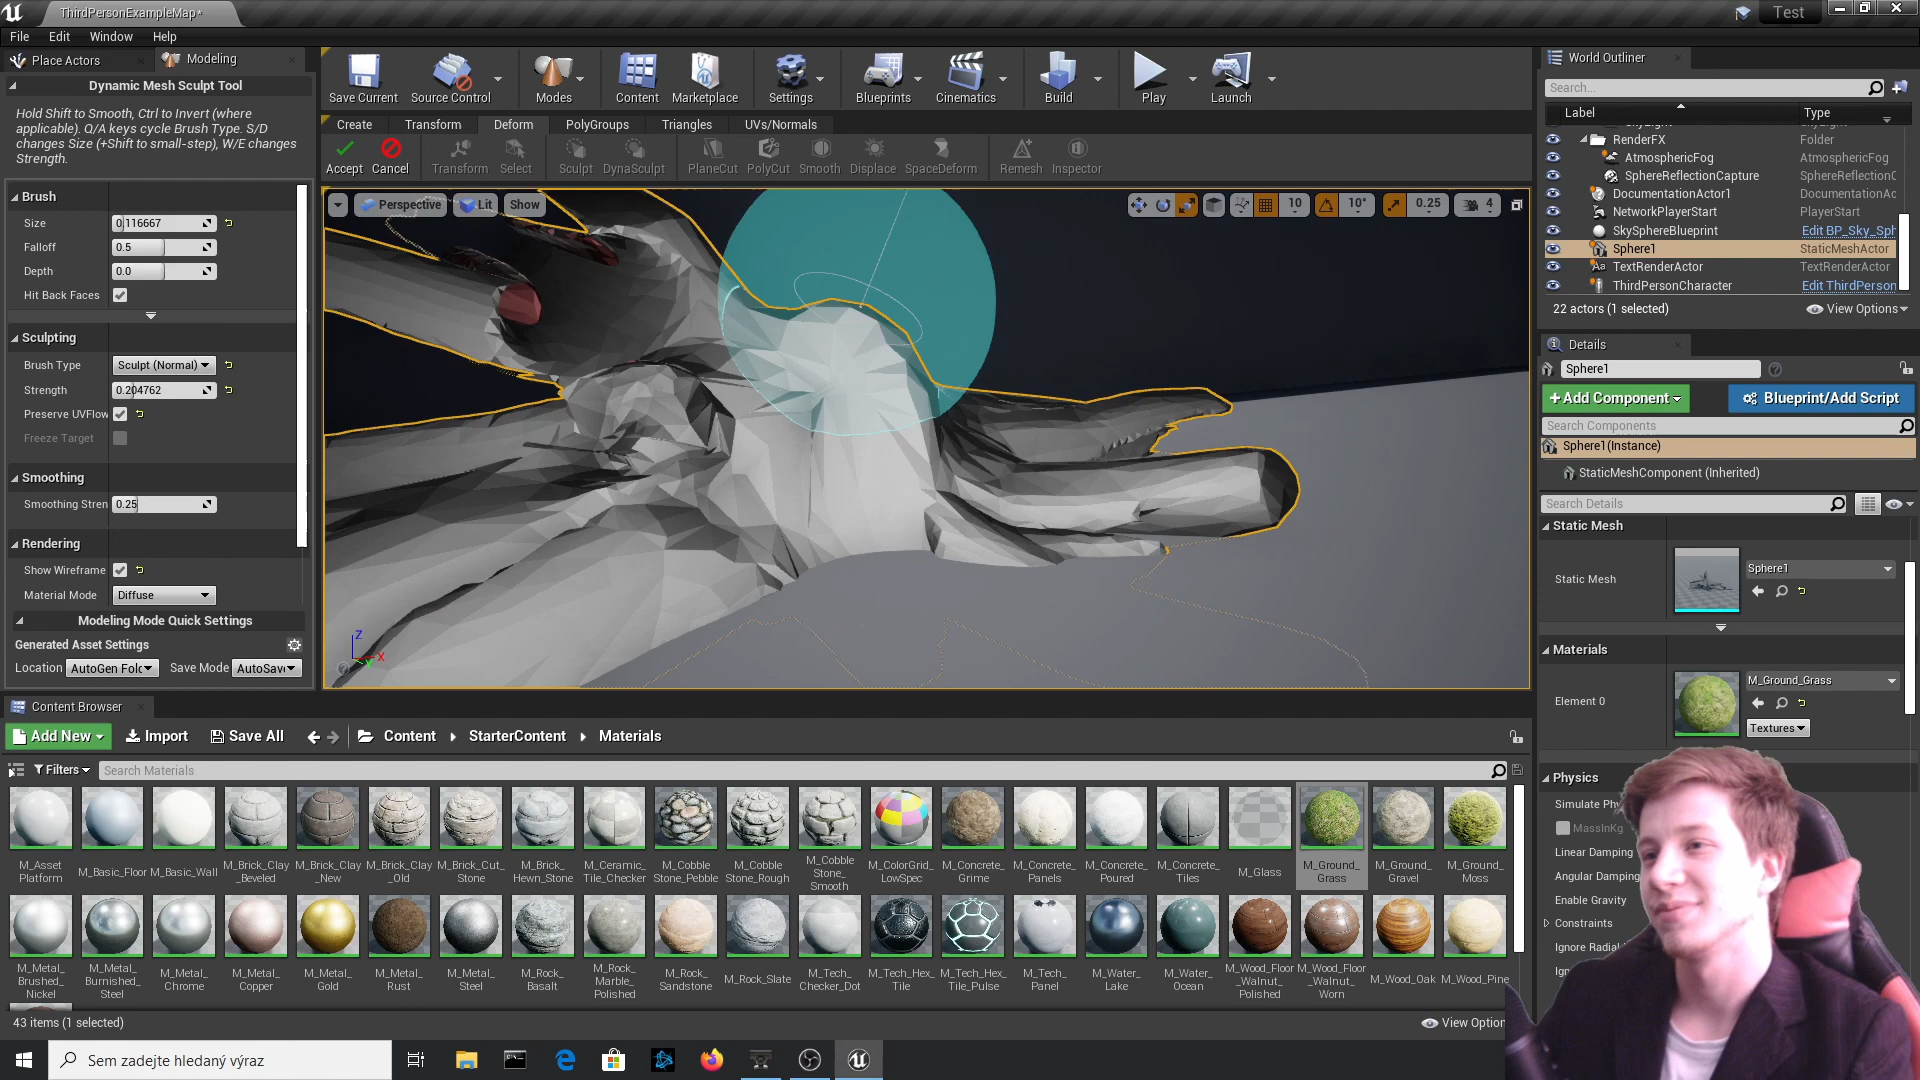 ThirdPersonExampleMap*
Test
File Edit Window Help
Place Actors
Modeling
Dynamic Mesh Sculpt Tool
Hold Shift to Smooth, Ctrl to Invert (where
applicable). Q/A keys cycle Brush Type. S/D
changes Size (+Shift to small-step), W/E changes
Strength.
Brush
Size 0.116667
Falloff 0.5
Depth 0.0
Hit Back Faces
Sculpting
Brush Type Sculpt (Normal)
Strength 0.204762
Preserve UVFlow
Freeze Target
Smoothing
Smoothing Stren 0.25
Rendering
Show Wireframe
Material Mode Diffuse
Modeling Mode Quick Settings
Generated Asset Settings
Location AutoGen Folc Save Mode AutoSav
Save Current Source Control Modes Content Marketplace Settings Blueprints Cinematics Build Play Launch
Create Transform Deform PolyGroups Triangles UVs/Normals
Accept Cancel Transform Select Sculpt DynaSculpt PlaneCut PolyCut Smooth Displace SpaceDeform Remesh Inspector
Perspective Lit Show
10 10° 0.25 4
Z
X
Y
World Outliner
Search...
Label Type
RenderFX Folder
AtmosphericFog AtmosphericFog
SphereReflectionCapture SphereReflectionC
DocumentationActor1 DocumentationAc
NetworkPlayerStart PlayerStart
SkySphereBlueprint Edit BP_Sky_Sph
Sphere1 StaticMeshActor
TextRenderActor TextRenderActor
ThirdPersonCharacter Edit ThirdPerson
22 actors (1 selected) View Options
Details
Sphere1
+Add Component Blueprint/Add Script
Search Components
Sphere1(Instance)
StaticMeshComponent (Inherited)
Search Details
Static Mesh
Static Mesh Sphere1
Materials
Element 0 M_Ground_Grass
Textures
Physics
Simulate Phy
MassInKg
Linear Damping
Angular Damping
Enable Gravity
Constraints
Ignore Radial
Content Browser
Add New Import Save All Content StarterContent Materials
Filters Search Materials
M_Asset
Platform
M_Basic_Floor
M_Basic_Wall
M_Brick_Clay
_Beveled
M_Brick_Clay
_New
M_Brick_Clay
_Old
M_Brick_Cut_
Stone
M_Brick_
Hewn_Stone
M_Ceramic_
Tile_Checker
M_Cobble
Stone_Pebble
M_Cobble
Stone_Rough
M_Cobble
Stone_
Smooth
M_ColorGrid_
LowSpec
M_Concrete_
Grime
M_Concrete_
Panels
M_Concrete_
Poured
M_Concrete_
Tiles
M_Glass
M_Ground_
Grass
M_Ground_
Gravel
M_Ground_
Moss
M_Metal_
Brushed_
Nickel
M_Metal_
Burnished_
Steel
M_Metal_
Chrome
M_Metal_
Copper
M_Metal_
Gold
M_Metal_
Rust
M_Metal_
Steel
M_Rock_
Basalt
M_Rock_
Marble_
Polished
M_Rock_
Sandstone
M_Rock_Slate
M_Tech_
Checker_Dot
M_Tech_Hex_
Tile
M_Tech_Hex_
Tile_Pulse
M_Tech_
Panel
M_Water_
Lake
M_Water_
Ocean
M_Wood_Floor
_Walnut_
Polished
M_Wood_Floor
_Walnut_
Worn
M_Wood_Oak
M_Wood_Pine
43 items (1 selected) View Option
Sem zadejte hledaný výraz